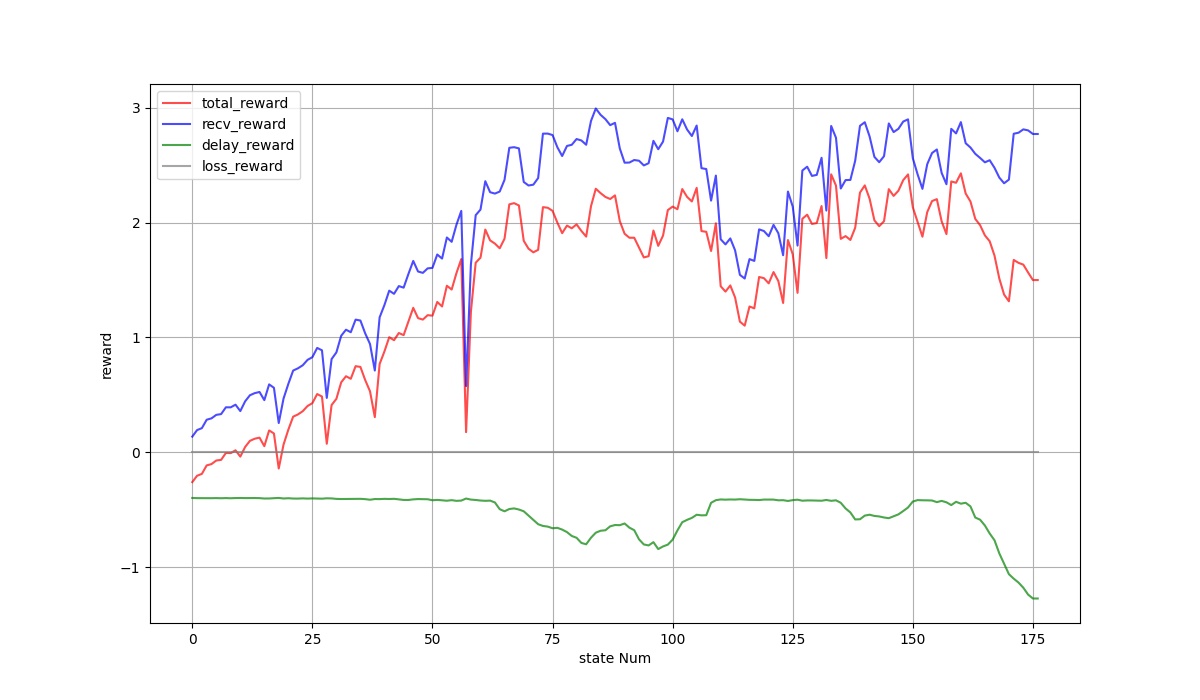 total_reward
recv_reward
delay_reward
loss_reward
3
2
1
0
−1
reward
0 25 50 75 100 125 150 175
state Num